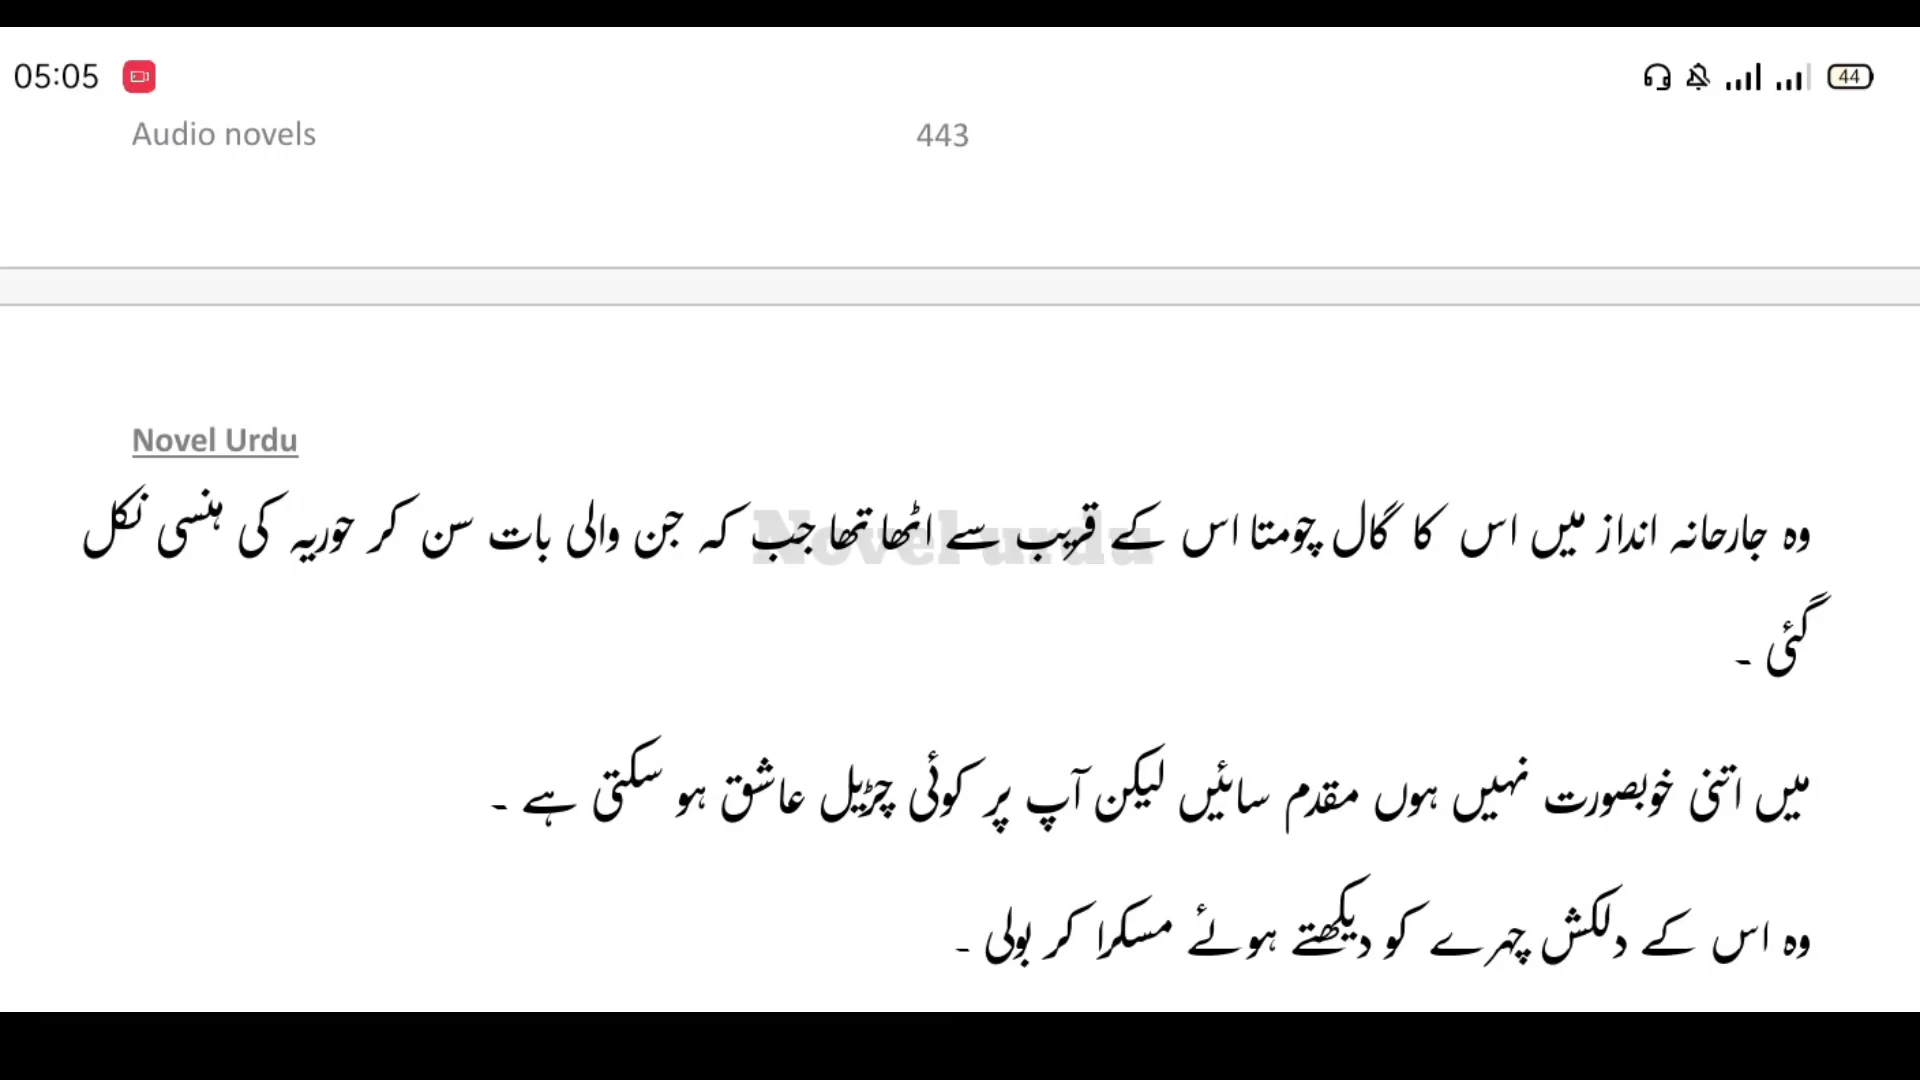 05:05
44
Audio novels
443
Novel Urdu
Novel urdu
وہ جارحانہ انداز میں اس کا گال چومتا اس کے قریب سے اٹھا تھا جب کہ جن والی بات سن کر حوریہ کی ہنسی نکل
گئی ۔
میں اتنی خوبصورت نہیں ہوں مقدم سائیں لیکن آپ پر کوئی چڑیل عاشق ہو سکتی ہے ۔
وہ اس کے دلکش چہرے کو دیکھتے ہوئے مسکرا کر بولی ۔